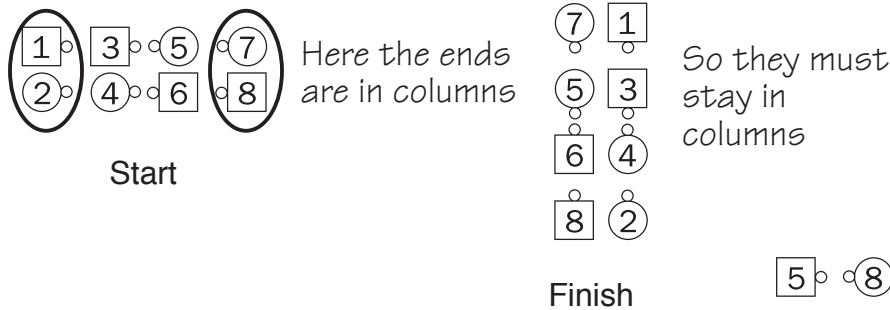 1 3 5 7
2 4 6 8
Here the ends
are in columns
Start
7 1
5 3
6 4
8 2
So they must
stay in
columns
Finish
5 8